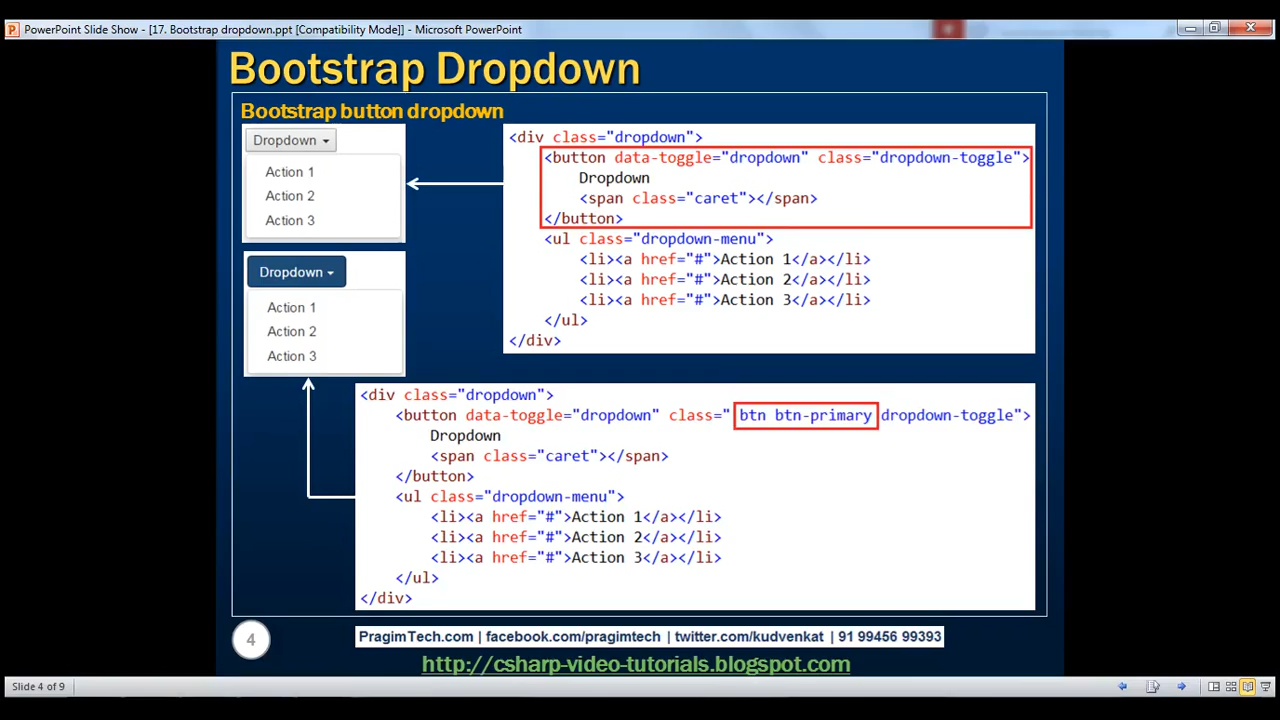 PowerPoint Slide Show - [17. Bootstrap dropdown.ppt [Compatibility Mode]] - Microsoft PowerPoint
Bootstrap Dropdown
Bootstrap button dropdown
Dropdown
Action 1
Action 2
Action 3
<div class="dropdown">
<button data-toggle="dropdown" class="dropdown-toggle">
Dropdown
<span class="caret"></span>
</button>
<ul class="dropdown-menu">
<li><a href="#">Action 1</a></li>
<li><a href="#">Action 2</a></li>
<li><a href="#">Action 3</a></li>
</ul>
</div>
Dropdown
Action 1
Action 2
Action 3
<div class="dropdown">
<button data-toggle="dropdown" class=" btn btn-primary dropdown-toggle">
Dropdown
<span class="caret"></span>
</button>
<ul class="dropdown-menu">
<li><a href="#">Action 1</a></li>
<li><a href="#">Action 2</a></li>
<li><a href="#">Action 3</a></li>
</ul>
</div>
4
PragimTech.com | facebook.com/pragimtech | twitter.com/kudvenkat | 91 99456 99393
http://csharp-video-tutorials.blogspot.com
Slide 4 of 9